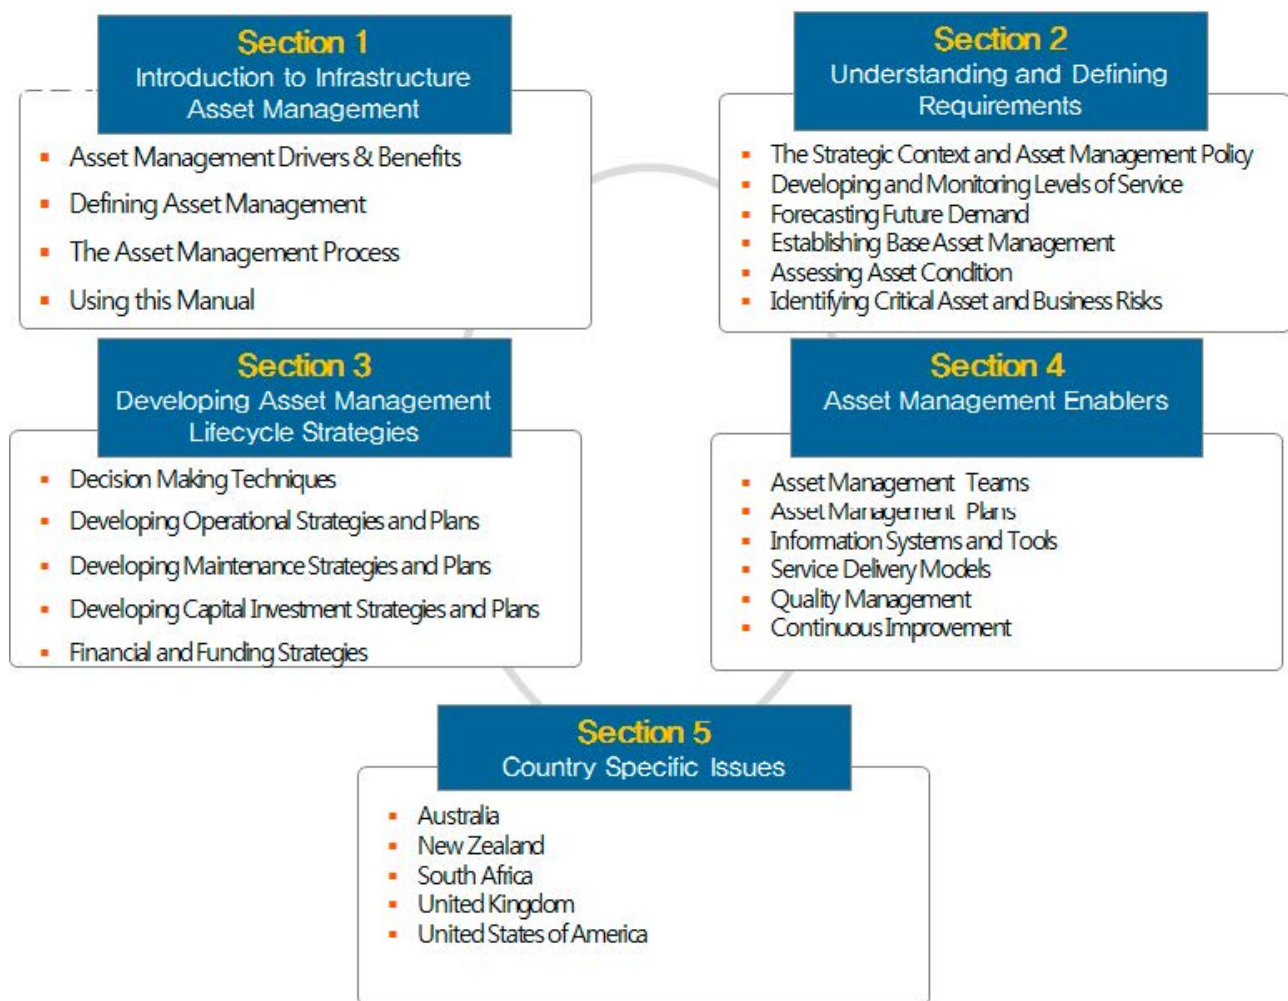 Section 1
Introduction to Infrastructure
Asset Management
▪ Asset Management Drivers & Benefits
▪ Defining Asset Management
▪ The Asset Management Process
▪ Using this Manual
Section 2
Understanding and Defining
Requirements
▪ The Strategic Context and Asset Management Policy
▪ Developing and Monitoring Levels of Service
▪ Forecasting Future Demand
▪ Establishing Base Asset Management
▪ Assessing Asset Condition
▪ Identifying Critical Asset and Business Risks
Section 3
Developing Asset Management
Lifecycle Strategies
▪ Decision Making Techniques
▪ Developing Operational Strategies and Plans
▪ Developing Maintenance Strategies and Plans
▪ Developing Capital Investment Strategies and Plans
▪ Financial and Funding Strategies
Section 4
Asset Management Enablers
▪ Asset Management Teams
▪ Asset Management Plans
▪ Information Systems and Tools
▪ Service Delivery Models
▪ Quality Management
▪ Continuous Improvement
Section 5
Country Specific Issues
▪ Australia
▪ New Zealand
▪ South Africa
▪ United Kingdom
▪ United States of America